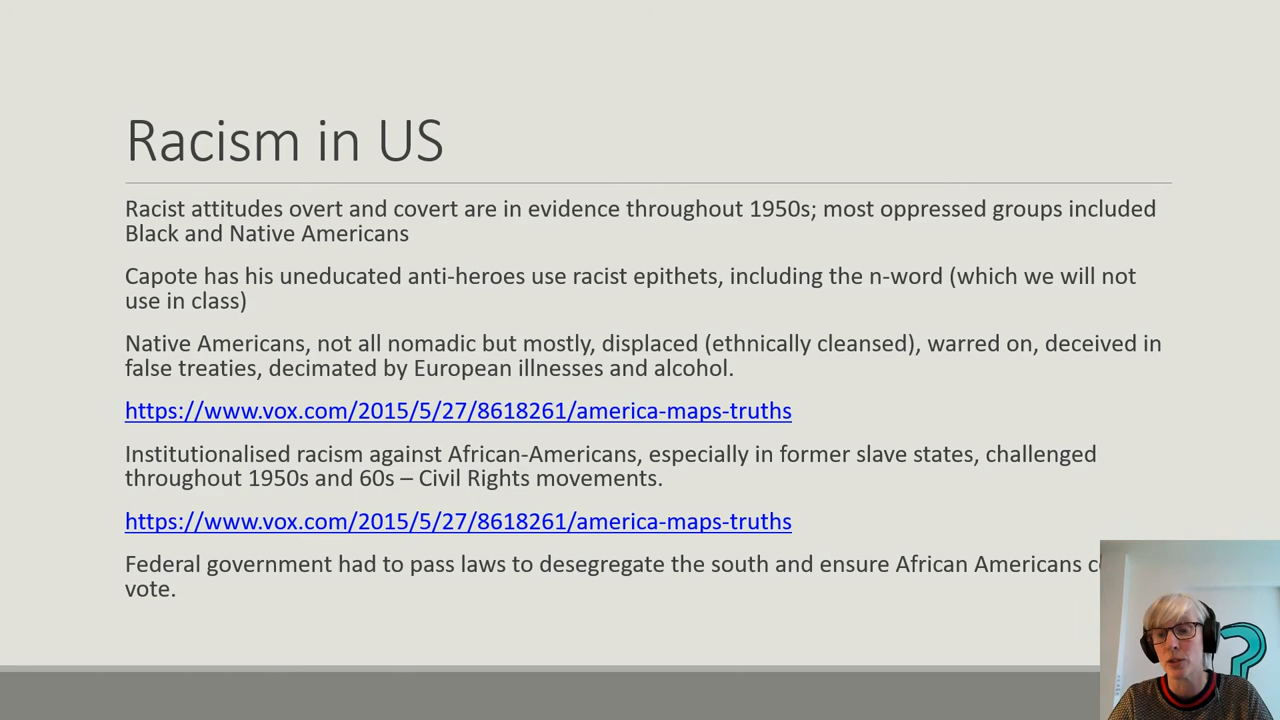 Racism in US
Racist attitudes overt and covert are in evidence throughout 1950s; most oppressed groups included
Black and Native Americans
Capote has his uneducated anti-heroes use racist epithets, including the n-word (which we will not
use in class)
Native Americans, not all nomadic but mostly, displaced (ethnically cleansed), warred on, deceived in
false treaties, decimated by European illnesses and alcohol.
https://www.vox.com/2015/5/27/8618261/america-maps-truths
Institutionalised racism against African-Americans, especially in former slave states, challenged
throughout 1950s and 60s – Civil Rights movements.
https://www.vox.com/2015/5/27/8618261/america-maps-truths
Federal government had to pass laws to desegregate the south and ensure African Americans
vote.
?